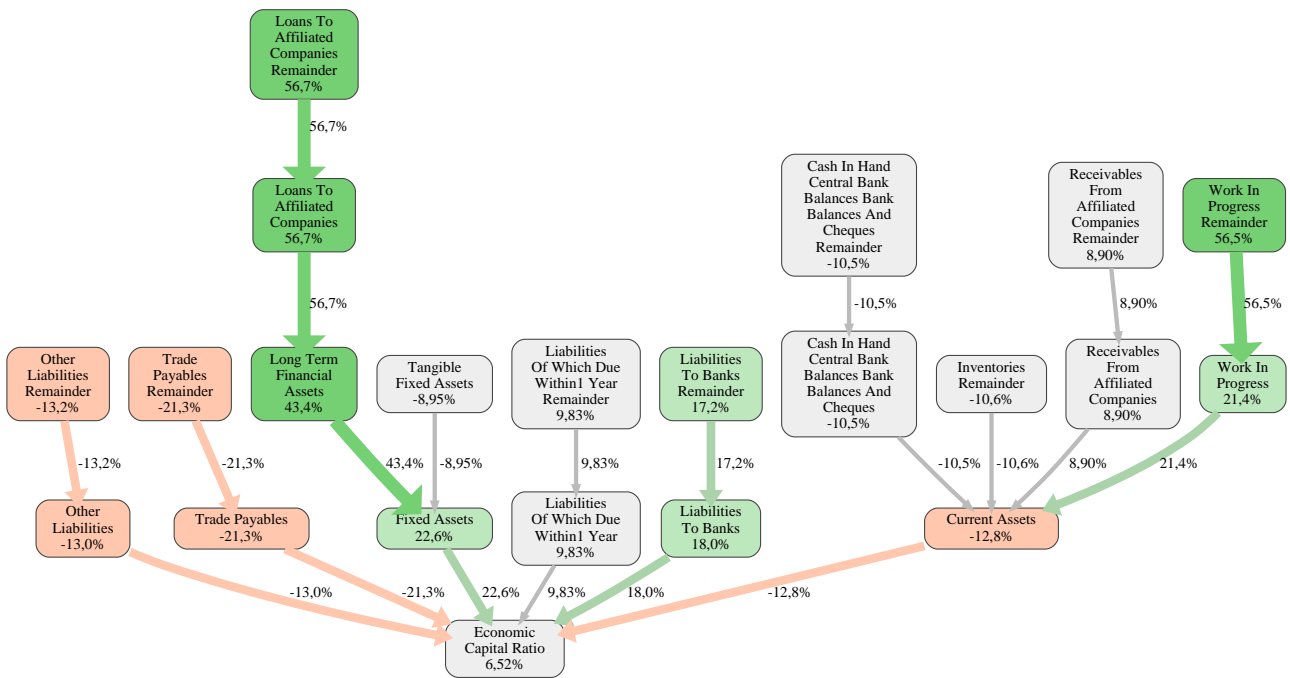 Loans To
Affiliated
Companies
Remainder
56,7%
56,7%
Loans To
Affiliated
Companies
56,7%
Cash In Hand
Central Bank
Balances Bank
Balances And
Cheques
Remainder
-10,5%
Receivables
From
Affiliated
Companies
Remainder
8,90%
Work In
Progress
Remainder
56,5%
56,7%
-10,5%
8,90%
56,5%
Other
Liabilities
Remainder
-13,2%
Trade
Payables
Remainder
-21,3%
Long Term
Financial
Assets
43,4%
Tangible
Fixed Assets
-8,95%
Liabilities
Of Which Due
Within1 Year
Remainder
9,83%
Liabilities
To Banks
Remainder
17,2%
Cash In Hand
Central Bank
Balances Bank
Balances And
Cheques
-10,5%
Inventories
Remainder
-10,6%
Receivables
From
Affiliated
Companies
8,90%
Work In
Progress
21,4%
-13,2%
-21,3%
43,4%
-8,95%
9,83%
17,2%
-10,5%
-10,6%
8,90%
21,4%
Other
Liabilities
-13,0%
Trade Payables
-21,3%
Fixed Assets
22,6%
Liabilities
Of Which Due
Within1 Year
9,83%
Liabilities
To Banks
18,0%
Current Assets
-12,8%
-13,0%
-21,3%
22,6%
9,83%
18,0%
-12,8%
Economic
Capital Ratio
6,52%